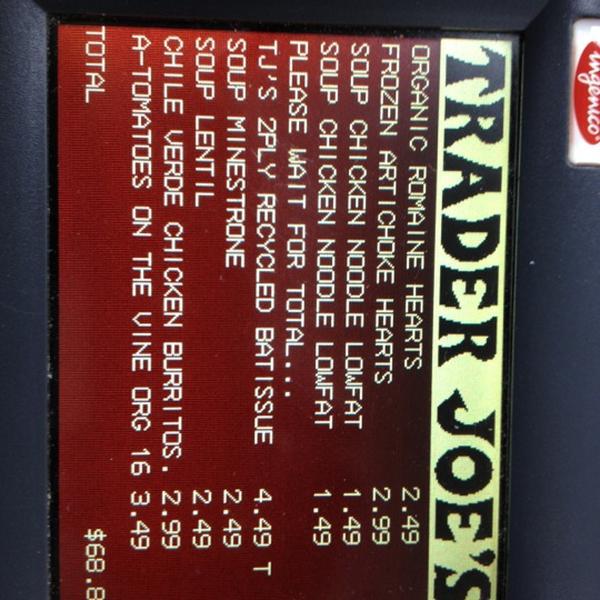 ingenico
TRADER JOE'S
ORGANIC ROMAINE HEARTS 2.49
FROZEN ARTICHOKE HEARTS 2.99
SOUP CHICKEN NOODLE LOWFAT 1.49
SOUP CHICKEN NOODLE LOWFAT 1.49
PLEASE WAIT FOR TOTAL...
TJ'S 2PLY RECYCLED BATISSUE 4.49 T
SOUP MINESTRONE 2.49
SOUP LENTIL 2.49
CHILE VERDE CHICKEN BURRITOS. 2.99
A-TOMATOES ON THE VINE ORG 16 3.49
TOTAL $68.8